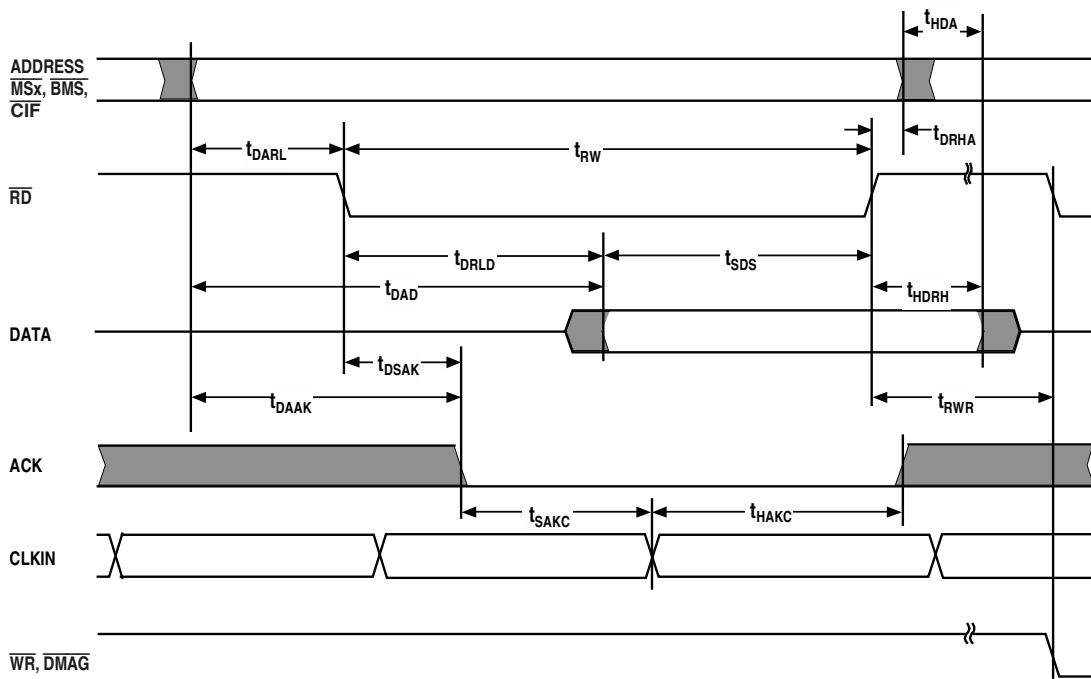 tHDA
ADDRESS
MSx, BMS,
CIF
tDRHA
tDARL
tRW
RD
tDRLD
tSDS
tDAD
tHDRH
DATA
tDSAK
tDAAK
tRWR
ACK
tSAKC
tHAKC
CLKIN
WR, DMAG